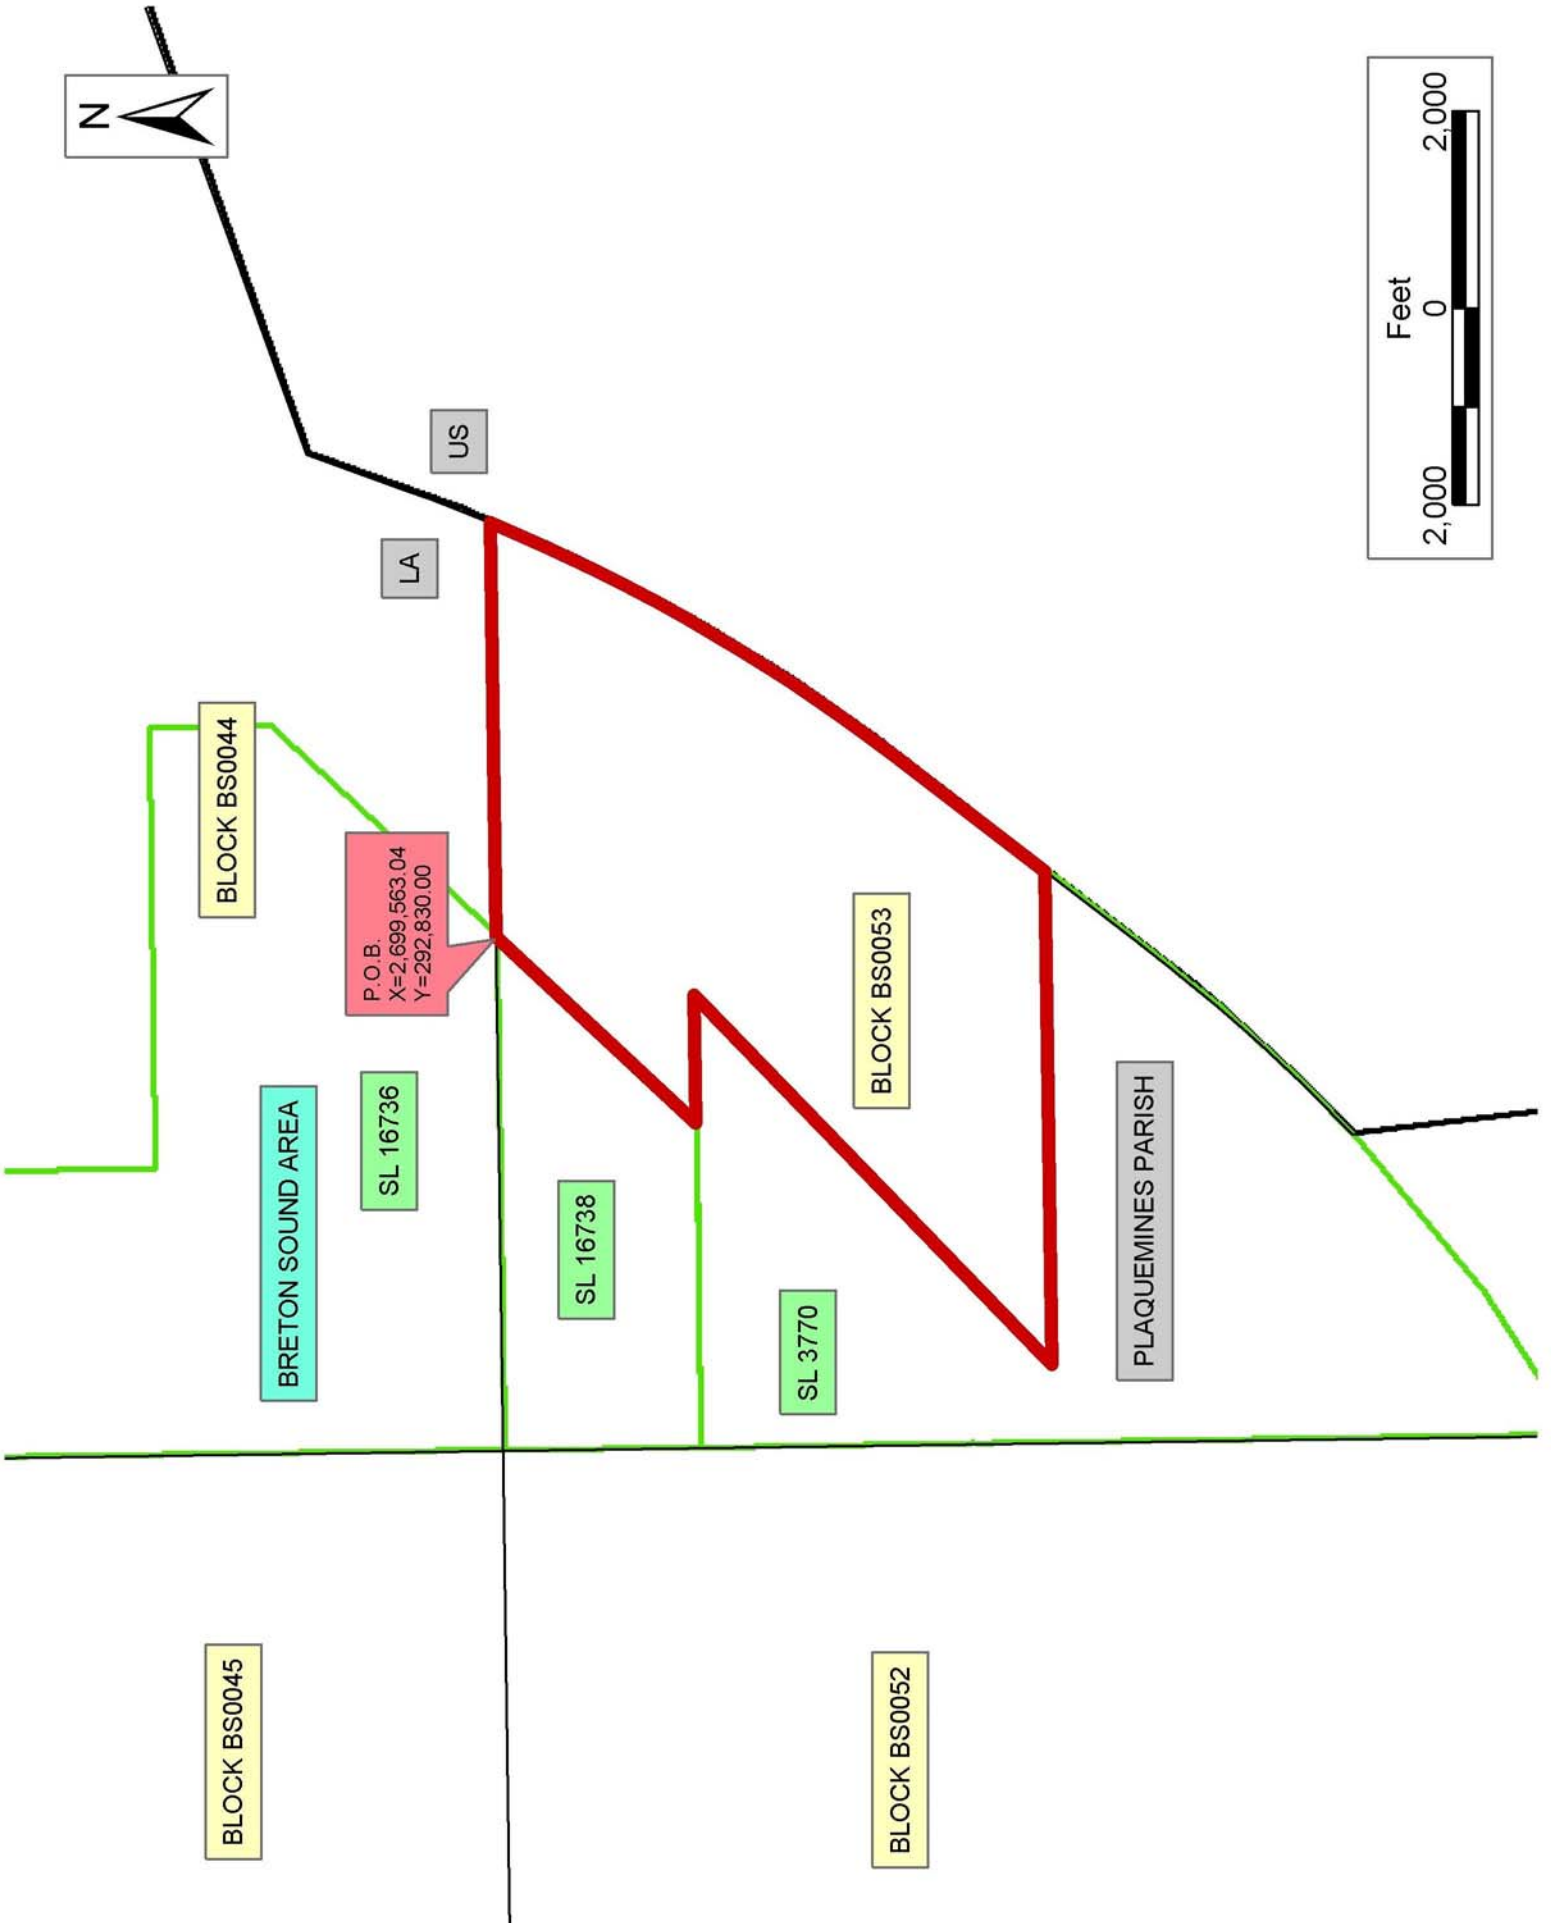 N
BLOCK BS0045
BLOCK BS0044
BRETON SOUND AREA
SL 16736
P.O.B.
X=2,699,563.04
Y=292,830.00
LA
US
SL 16738
SL 3770
BLOCK BS0052
BLOCK BS0053
PLAQUEMINES PARISH
Feet
2,000 0 2,000